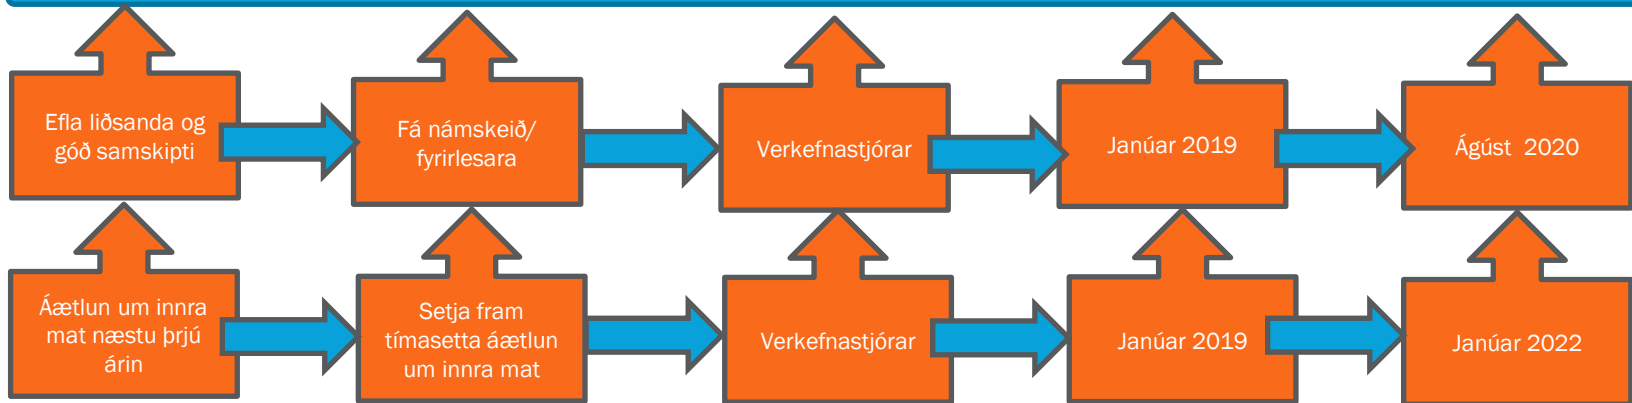 Efla liðsanda og
góð samskipti
Fá námskeið/
fyrirlesara
Verkefnastjórar
Janúar 2019
Ágúst 2020
Áætlun um innra
mat næstu þrjú
árin
Setja fram
tímasetta áætlun
um innra mat
Verkefnastjórar
Janúar 2019
Janúar 2022